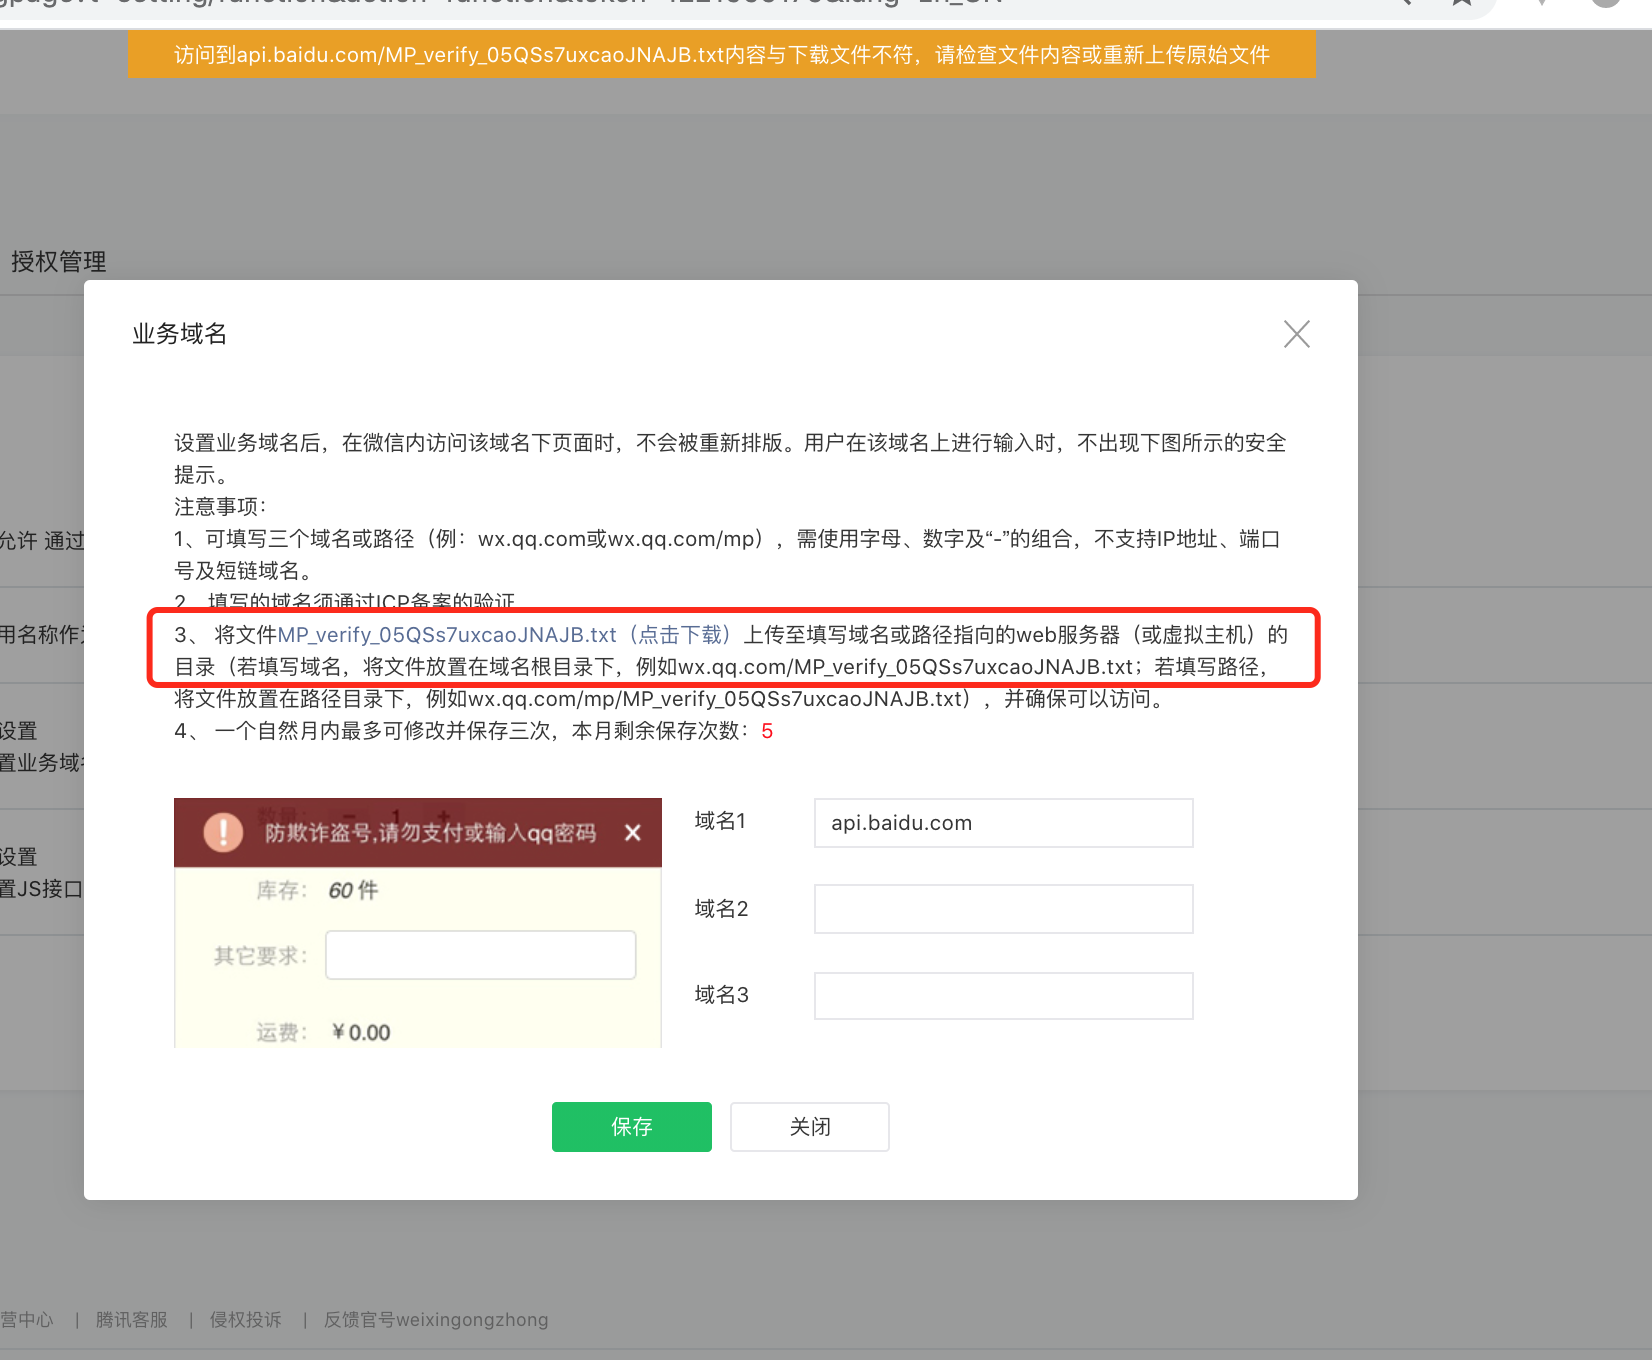 访问到api.baidu.com/MP_verify_05QSs7uxcaoJNAJB.txt内容与下载文件不符，请检查文件内容或重新上传原始文件
授权管理
业务域名
设置业务域名后，在微信内访问该域名下页面时，不会被重新排版。用户在该域名上进行输入时，不出现下图所示的安全
提示。
注意事项：
1、可填写三个域名或路径（例：wx.qq.com或wx.qq.com/mp），需使用字母、数字及“-”的组合，不支持IP地址、端口
号及短链域名。
2、填写的域名须通过ICP备案的验证
3、 将文件MP_verify_05QSs7uxcaoJNAJB.txt（点击下载）上传至填写域名或路径指向的web服务器（或虚拟主机）的
目录（若填写域名，将文件放置在域名根目录下，例如wx.qq.com/MP_verify_05QSs7uxcaoJNAJB.txt；若填写路径，
将文件放置在路径目录下，例如wx.qq.com/mp/MP_verify_05QSs7uxcaoJNAJB.txt），并确保可以访问。
4、 一个自然月内最多可修改并保存三次，本月剩余保存次数：5
允许 通过
用名称作
设置
置业务域
设置
置JS接口
数量： － 1 ＋
防欺诈盗号,请勿支付或输入qq密码
库存： 60 件
其它要求：
运费： ¥0.00
域名1 api.baidu.com
域名2
域名3
保存 关闭
营中心 | 腾讯客服 | 侵权投诉 | 反馈官号weixingongzhong